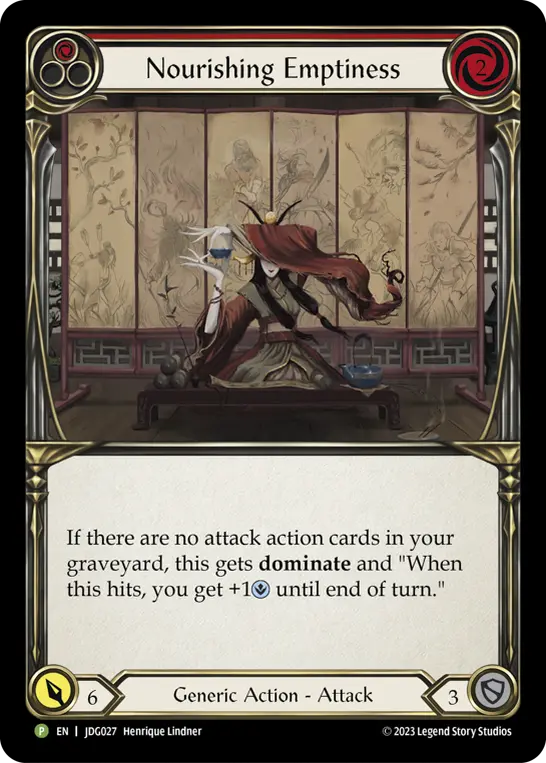 Nourishing Emptiness
2
If there are no attack action cards in your
graveyard, this gets dominate and "When
this hits, you get +1 until end of turn."
6
Generic Action - Attack
3
P EN | JDG027 Henrique Lindner
© 2023 Legend Story Studios